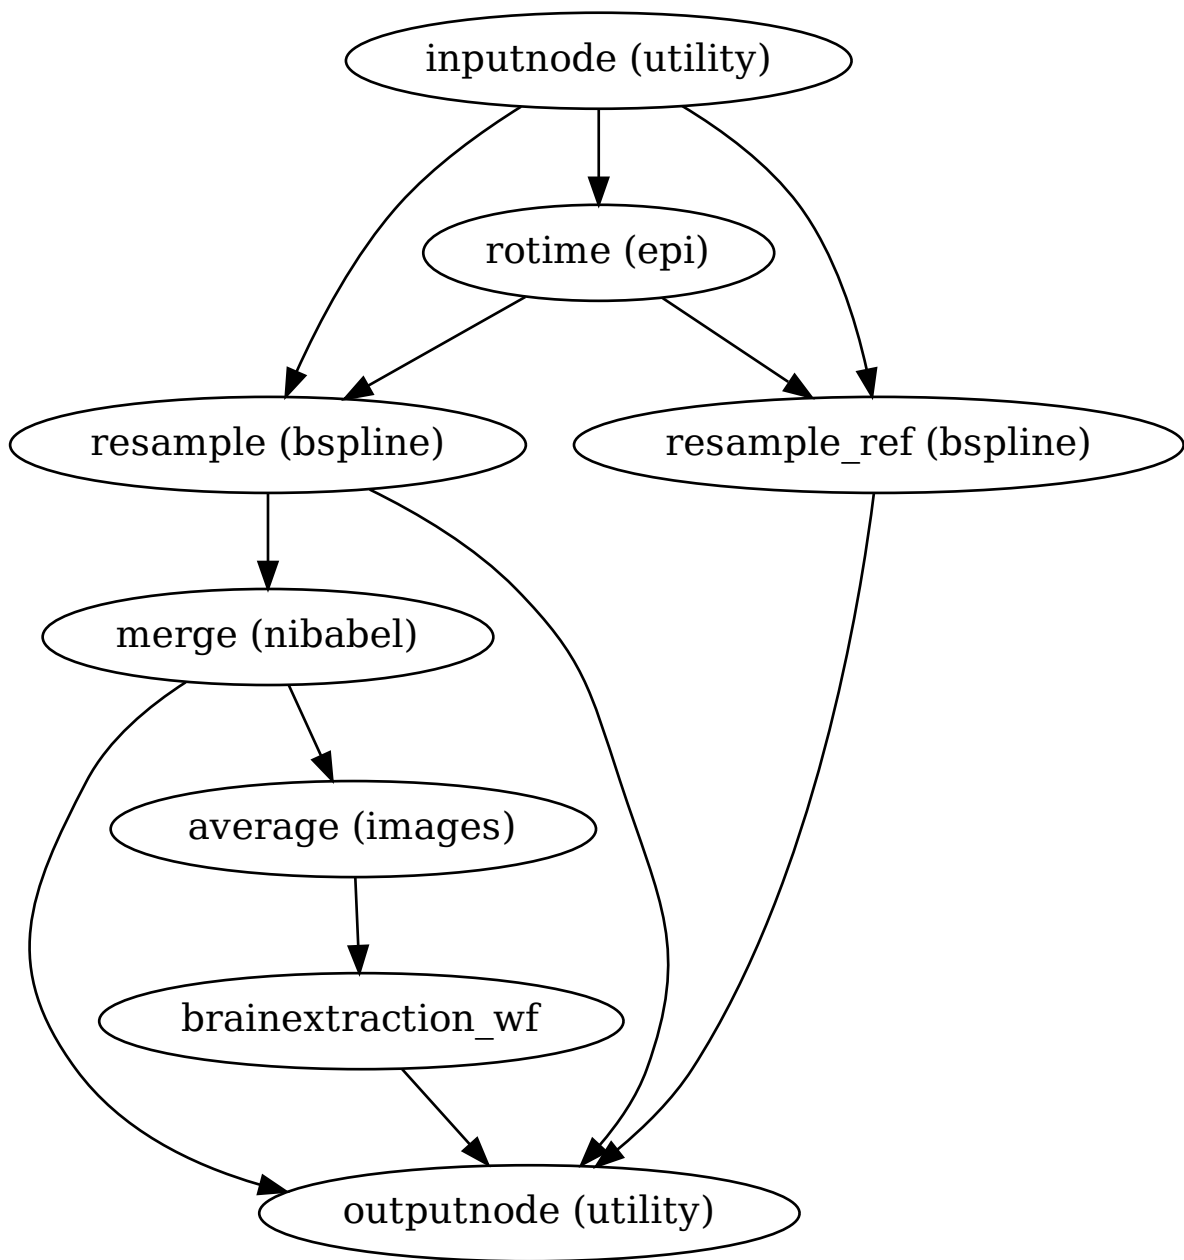 inputnode (utility)
rotime (epi)
resample (bspline)
resample_ref (bspline)
merge (nibabel)
average (images)
brainextraction_wf
outputnode (utility)